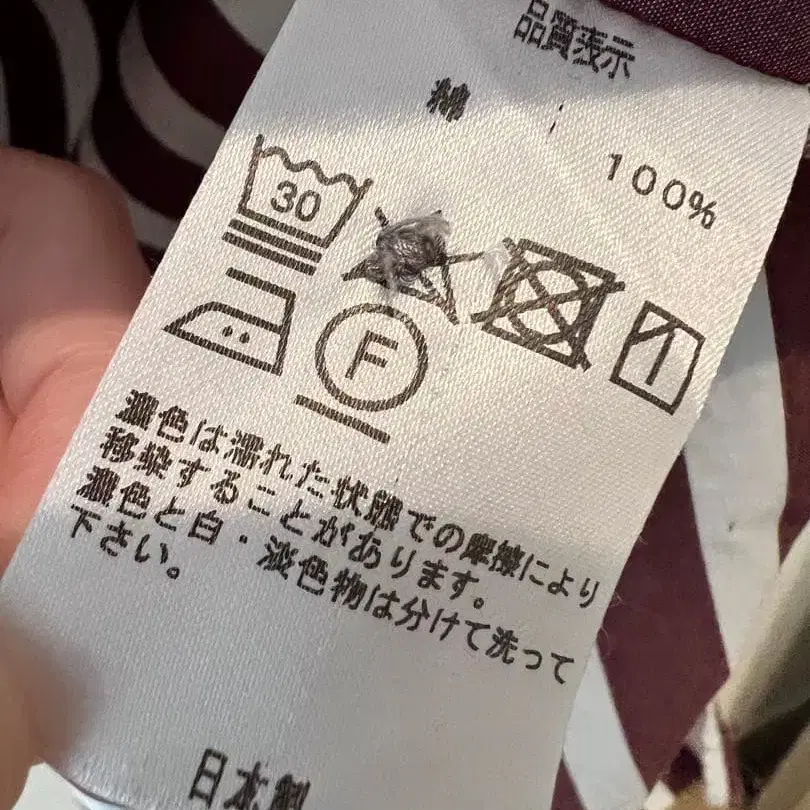 品質表示
綿 100%
30
F
濃色は濡れた状態での摩擦により
移染することがあります。
濃色と白・淡色物は分けて洗って
下さい。
日本製